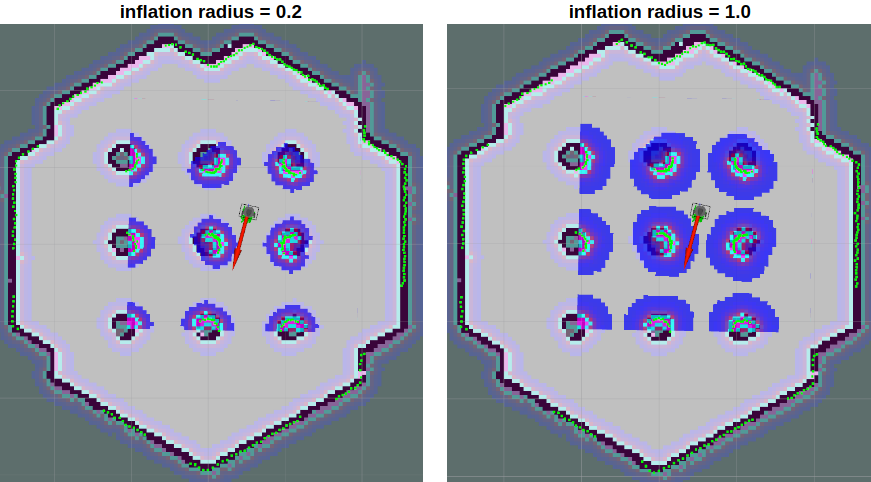 inflation radius = 0.2
inflation radius = 1.0